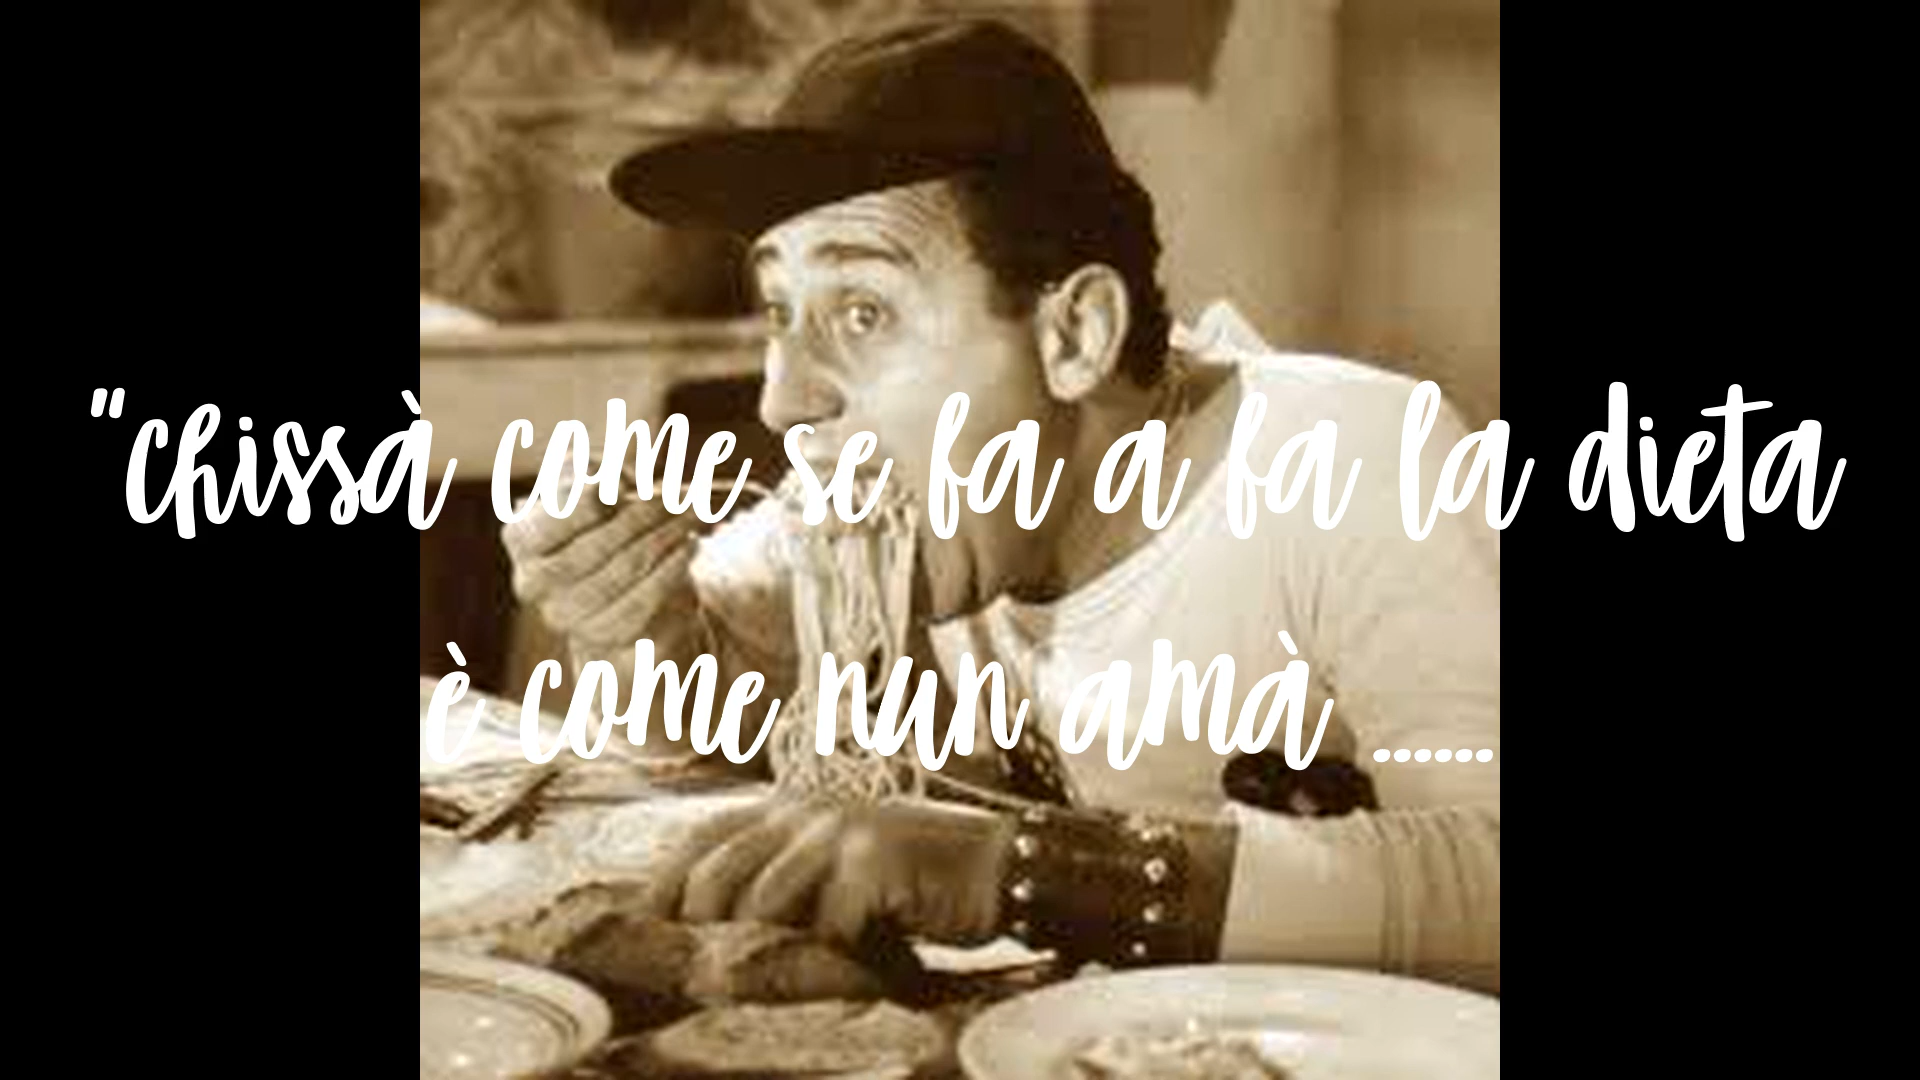 "Chissà come se fa a fa la dieta
è come nun amà ......